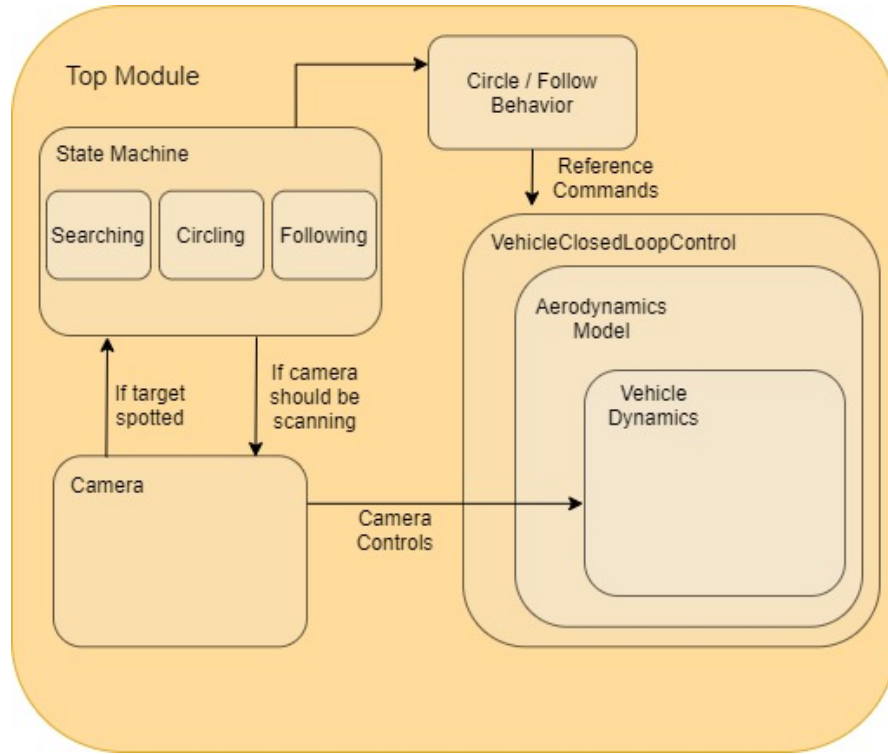 Top Module
Circle / Follow
Behavior
State Machine
Searching
Circling
Following
Reference
Commands
VehicleClosedLoopControl
Aerodynamics
Model
Vehicle
Dynamics
If target
spotted
If camera
should be
scanning
Camera
Camera
Controls